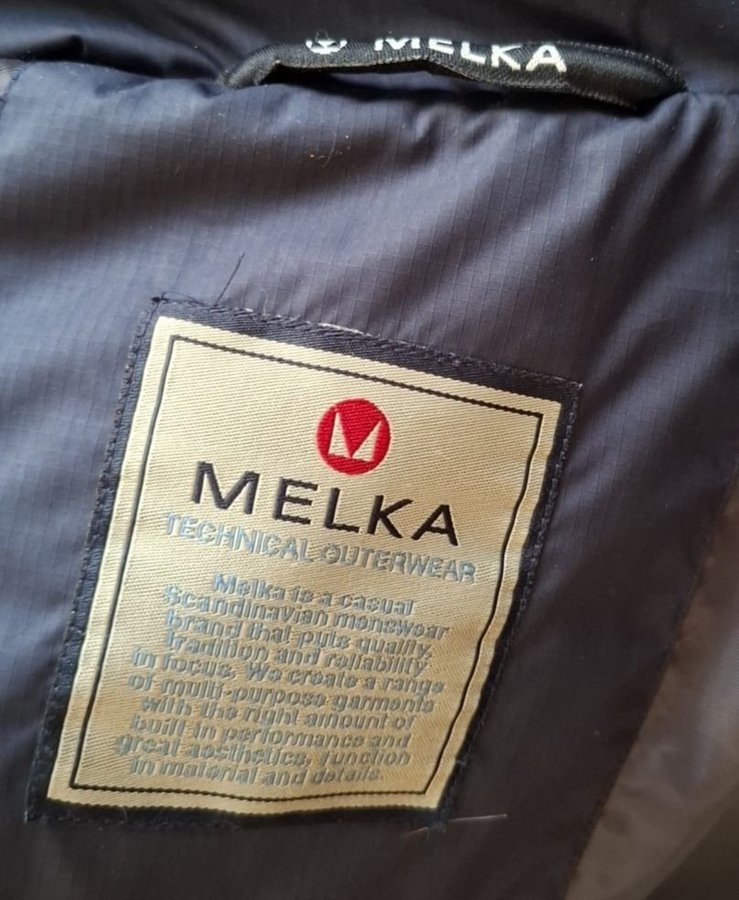 MELKA
M
MELKA
TECHNICAL OUTERWEAR
Melka is a casual
Scandinavian menswear
brand that puts quality,
tradition and reliability
in focus. We create a range
of multi-purpose garments
with the right amount of
built in performance and
great aesthetics, function
in material and details.